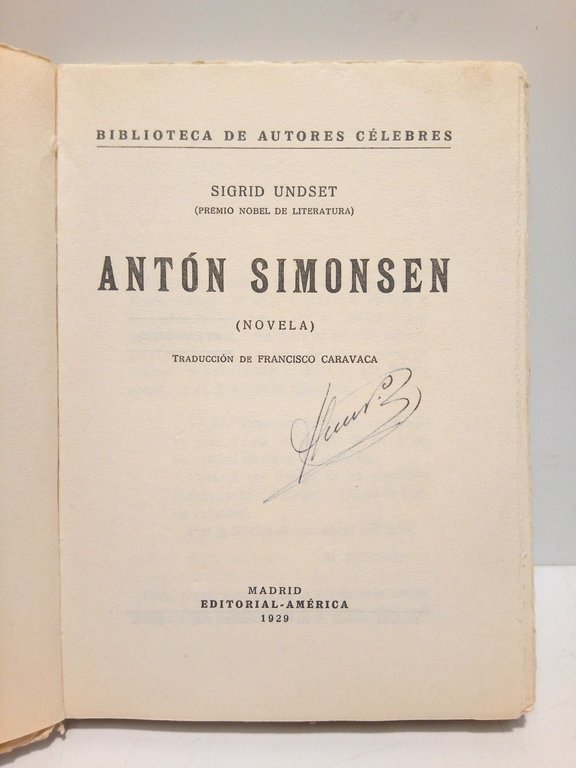 BIBLIOTECA DE AUTORES CÉLEBRES
SIGRID UNDSET
(PREMIO NOBEL DE LITERATURA)
ANTÓN SIMONSEN
(NOVELA)
TRADUCCIÓN DE FRANCISCO CARAVACA
MADRID
EDITORIAL-AMÉRICA
1929